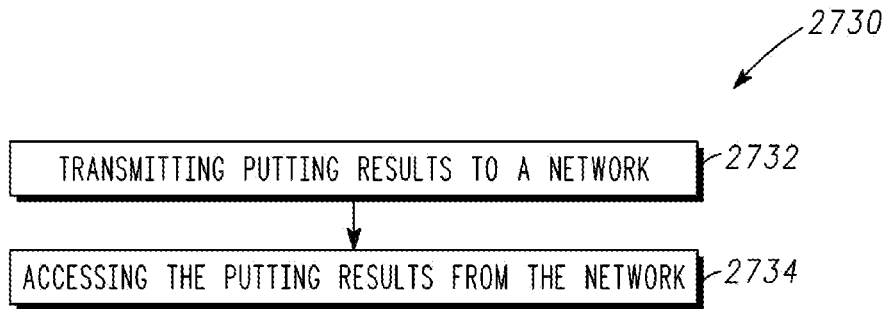 2730
TRANSMITTING PUTTING RESULTS TO A NETWORK
2732
ACCESSING THE PUTTING RESULTS FROM THE NETWORK
2734